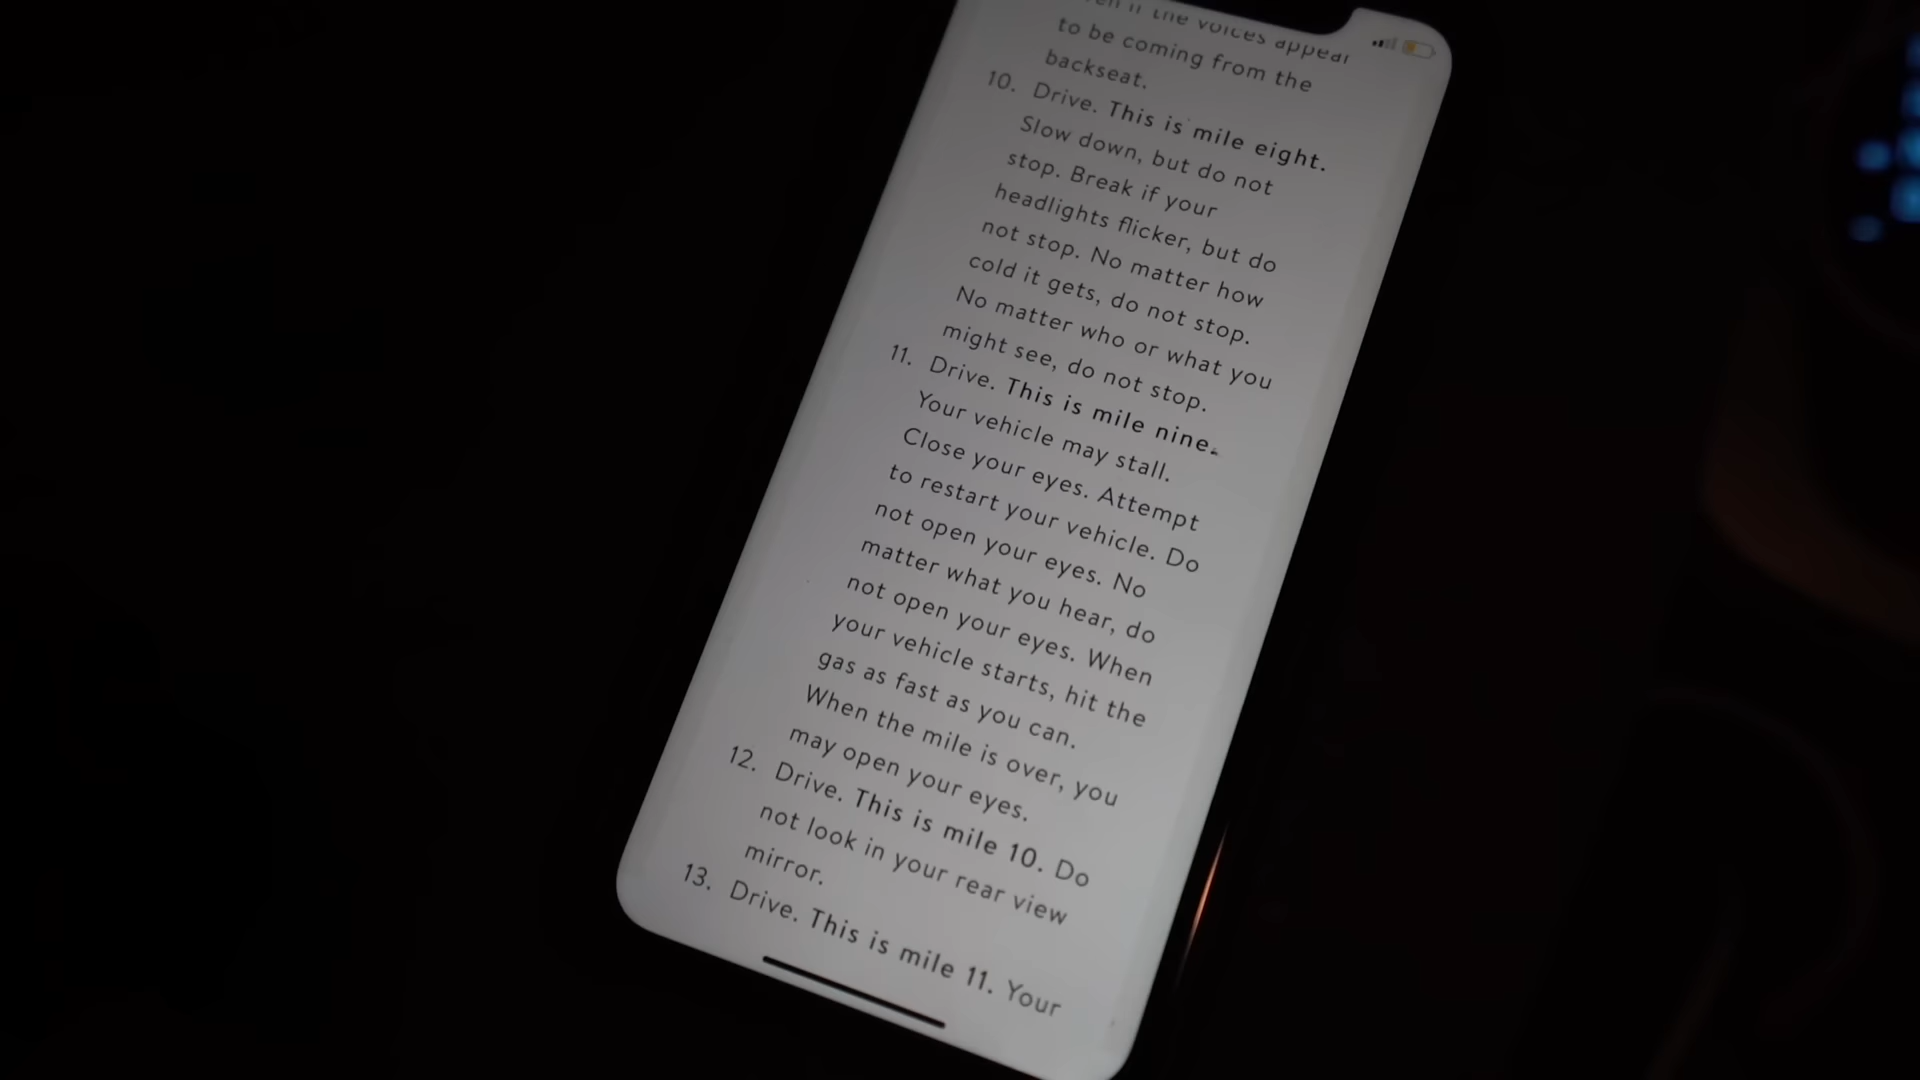 if the voices appear
to be coming from the
backseat.
10. Drive. This is mile eight.
Slow down, but do not
stop. Break if your
headlights flicker, but do
not stop. No matter how
cold it gets, do not stop.
No matter who or what you
might see, do not stop.
11. Drive. This is mile nine.
Your vehicle may stall.
Close your eyes. Attempt
to restart your vehicle. Do
not open your eyes. No
matter what you hear, do
not open your eyes. When
your vehicle starts, hit the
gas as fast as you can.
When the mile is over, you
may open your eyes.
12. Drive. This is mile 10. Do
not look in your rear view
mirror.
13. Drive. This is mile 11. Your